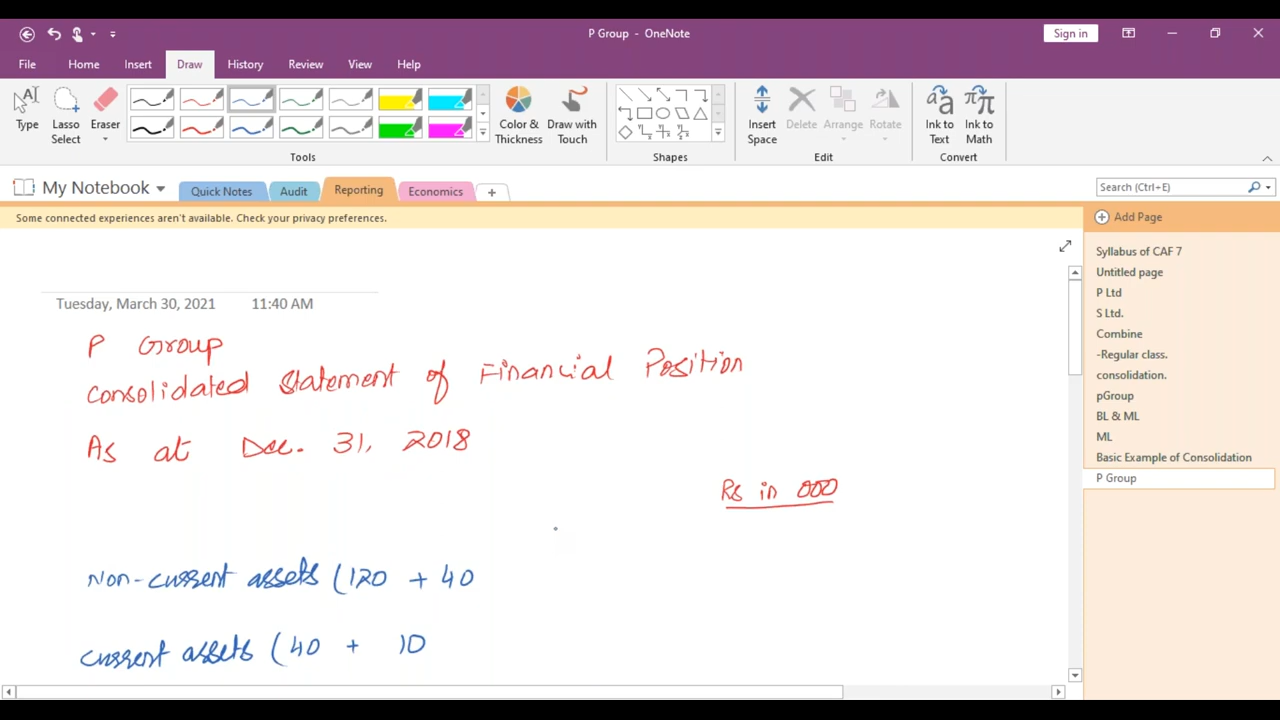 P Group - OneNote
Sign in
File Home Insert Draw History Review View Help
Type
Lasso Select
Eraser
Color & Thickness
Draw with Touch
Insert Space
Delete
Arrange
Rotate
Ink to Text
Ink to Math
Tools
Shapes
Edit
Convert
My Notebook
Quick Notes
Audit
Reporting
Economics
Search (Ctrl+E)
Some connected experiences aren't available. Check your privacy preferences.
Add Page
Syllabus of CAF 7
Untitled page
P Ltd
S Ltd.
Combine
-Regular class.
consolidation.
pGroup
BL & ML
ML
Basic Example of Consolidation
P Group
Tuesday, March 30, 2021 11:40 AM
P Group
Consolidated Statement of Financial Position
As at Dec. 31, 2018
Rs in 000
Non-current assets (120 + 40
current assets (40 + 10